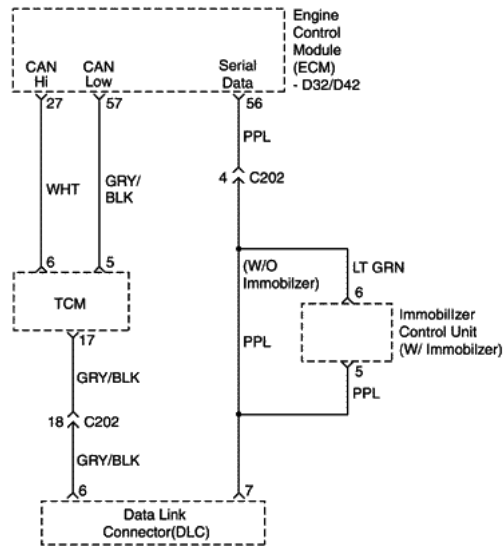 Engine
Control
Module
(ECM)
- D32/D42
CAN
Hi
CAN
Low
Serial
Data
27
57
56
PPL
4
C202
WHT
GRY/
BLK
(W/O
Immobilzer)
LT GRN
6
5
6
TCM
Immobilizer
Control Unit
(W/ Immobilzer)
17
PPL
5
GRY/BLK
PPL
18
C202
GRY/BLK
6
7
Data Link
Connector(DLC)